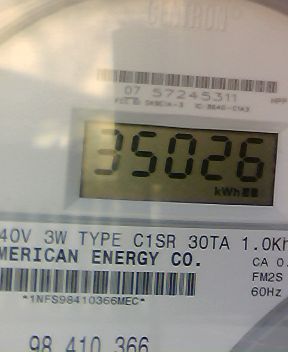 CENTRON®
07 57245311
35026
kWh
40V 3W TYPE C1SR 30TA 1.0Kh
MERICAN ENERGY CO.
CA 0.
FM2S
60Hz
*1NFS98410366MEC*
98 410 366